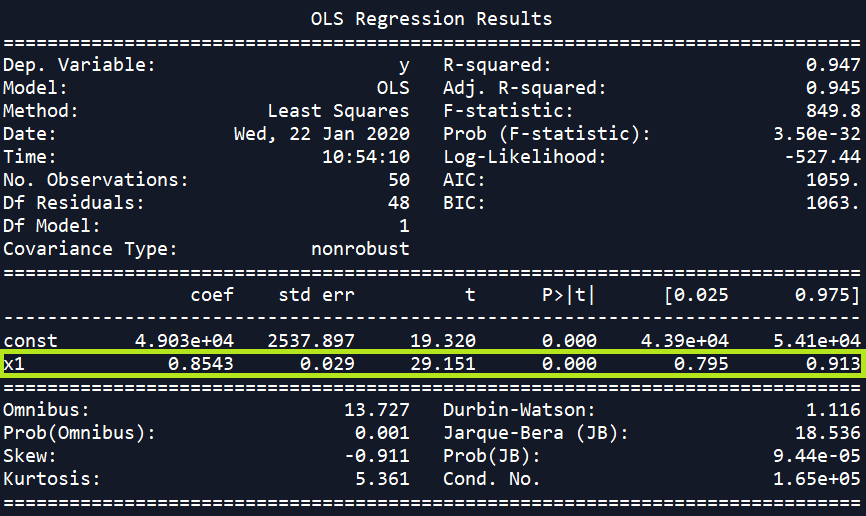 OLS Regression Results
==============================================================================
Dep. Variable:                      y   R-squared:                       0.947
Model:                            OLS   Adj. R-squared:                  0.945
Method:                 Least Squares   F-statistic:                     849.8
Date:                Wed, 22 Jan 2020   Prob (F-statistic):           3.50e-32
Time:                        10:54:10   Log-Likelihood:                -527.44
No. Observations:                  50   AIC:                             1059.
Df Residuals:                      48   BIC:                             1063.
Df Model:                           1
Covariance Type:            nonrobust
==============================================================================
coef    std err          t      P>|t|      [0.025      0.975]
------------------------------------------------------------------------------
const       4.903e+04   2537.897     19.320      0.000    4.39e+04    5.41e+04
x1             0.8543      0.029     29.151      0.000       0.795       0.913
==============================================================================
Omnibus:                       13.727   Durbin-Watson:                   1.116
Prob(Omnibus):                  0.001   Jarque-Bera (JB):               18.536
Skew:                          -0.911   Prob(JB):                     9.44e-05
Kurtosis:                       5.361   Cond. No.                     1.65e+05
==============================================================================